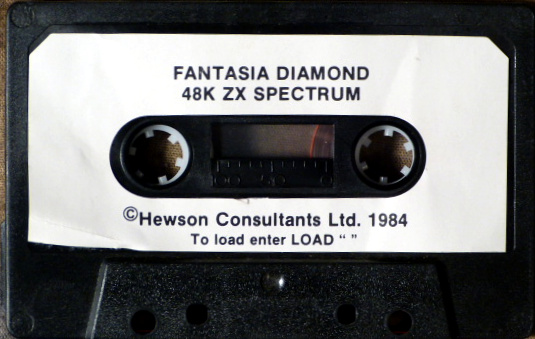 FANTASIA DIAMOND
48K ZX SPECTRUM
©Hewson Consultants Ltd. 1984
To load enter LOAD “ ”